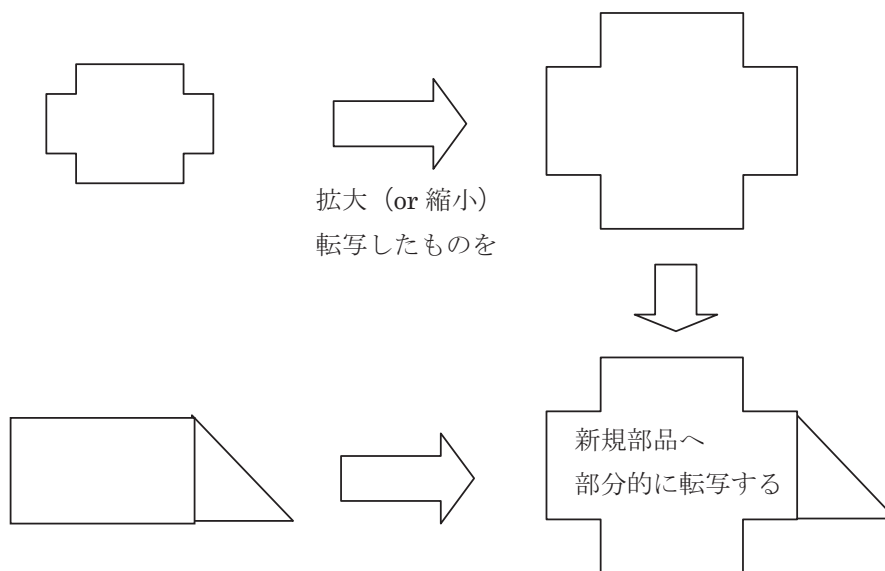 拡大（or 縮小）
転写したものを
新規部品へ
部分的に転写する